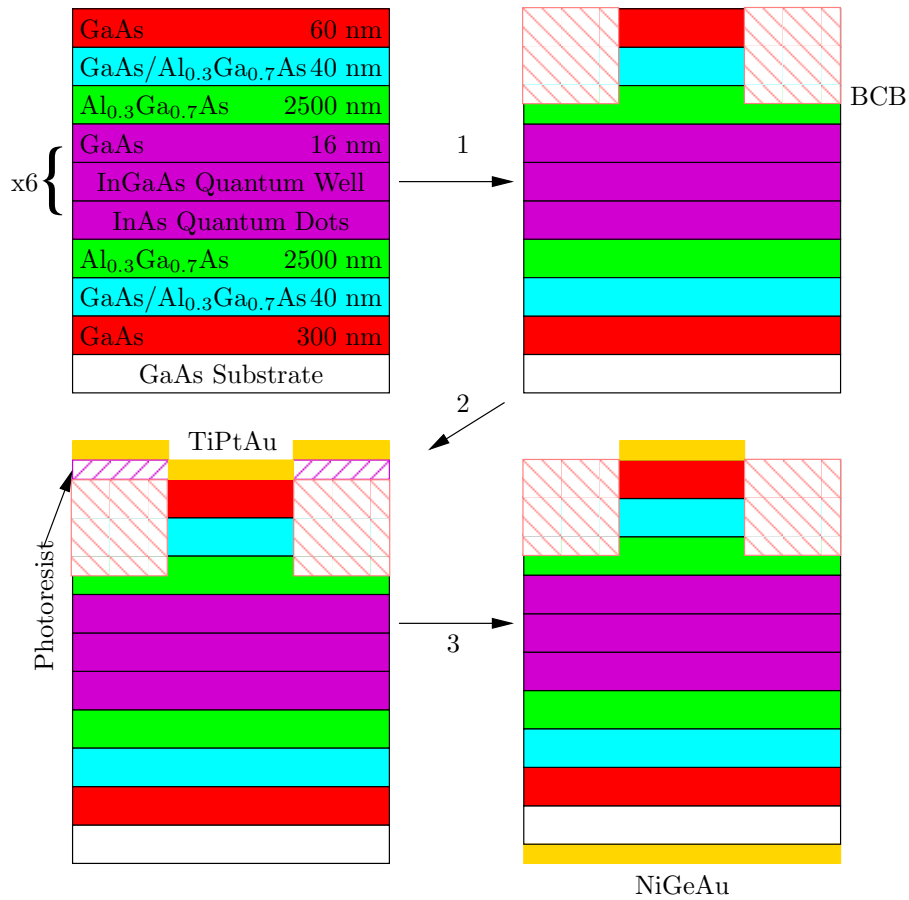 GaAs 60 nm
GaAs/Al₀.₃Ga₀.₇As 40 nm
Al₀.₃Ga₀.₇As 2500 nm
GaAs 16 nm
x6
InGaAs Quantum Well
InAs Quantum Dots
Al₀.₃Ga₀.₇As 2500 nm
GaAs/Al₀.₃Ga₀.₇As 40 nm
GaAs 300 nm
GaAs Substrate
1
BCB
2
TiPtAu
Photoresist
3
NiGeAu